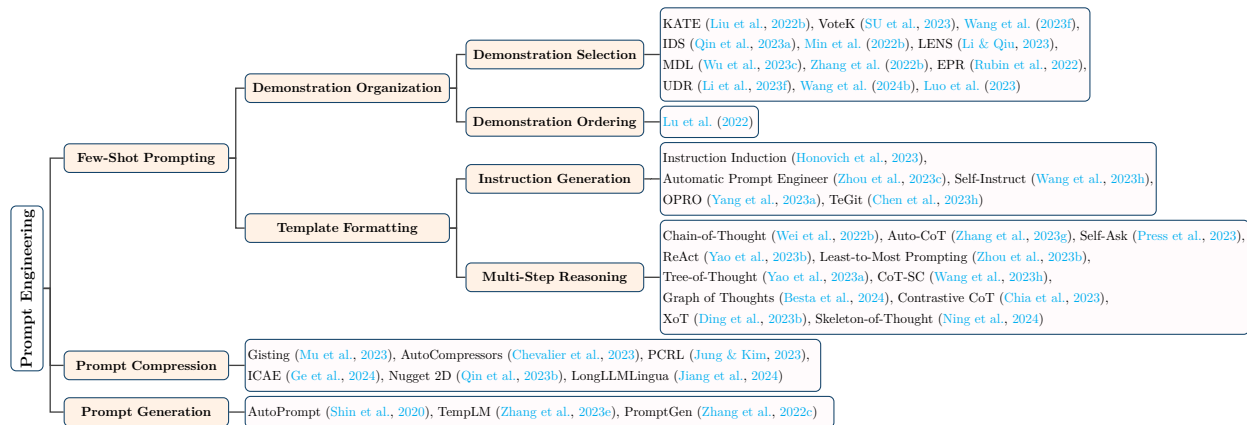 Prompt Engineering
Few-Shot Prompting
Demonstration Organization
Demonstration Selection
KATE (Liu et al., 2022b), VoteK (SU et al., 2023), Wang et al. (2023f),
IDS (Qin et al., 2023a), Min et al. (2022b), LENS (Li & Qiu, 2023),
MDL (Wu et al., 2023c), Zhang et al. (2022b), EPR (Rubin et al., 2022),
UDR (Li et al., 2023f), Wang et al. (2024b), Luo et al. (2023)
Demonstration Ordering
Lu et al. (2022)
Template Formatting
Instruction Generation
Instruction Induction (Honovich et al., 2023),
Automatic Prompt Engineer (Zhou et al., 2023c), Self-Instruct (Wang et al., 2023h),
OPRO (Yang et al., 2023a), TeGit (Chen et al., 2023h)
Multi-Step Reasoning
Chain-of-Thought (Wei et al., 2022b), Auto-CoT (Zhang et al., 2023g), Self-Ask (Press et al., 2023),
ReAct (Yao et al., 2023b), Least-to-Most Prompting (Zhou et al., 2023b),
Tree-of-Thought (Yao et al., 2023a), CoT-SC (Wang et al., 2023h),
Graph of Thoughts (Besta et al., 2024), Contrastive CoT (Chia et al., 2023),
XoT (Ding et al., 2023b), Skeleton-of-Thought (Ning et al., 2024)
Prompt Compression
Gisting (Mu et al., 2023), AutoCompressors (Chevalier et al., 2023), PCRL (Jung & Kim, 2023),
ICAE (Ge et al., 2024), Nugget 2D (Qin et al., 2023b), LongLLMLingua (Jiang et al., 2024)
Prompt Generation
AutoPrompt (Shin et al., 2020), TempLM (Zhang et al., 2023e), PromptGen (Zhang et al., 2022c)